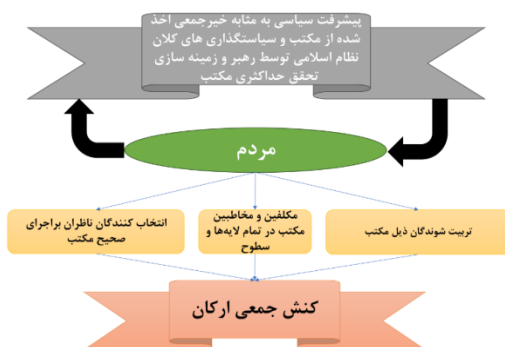 پیشرفت سیاسی به مثابه خیرجمعی اخذ
شده از مکتب و سیاستگذاری های کلان
نظام اسلامی توسط رهبر و زمینه سازی
تحقق حداکثری مکتب
مردم
تربیت شوندگان ذیل مکتب
مکلفین و مخاطبین
مکتب در تمام لایه‌ها و
سطوح
انتخاب کنندگان ناظران براجرای
صحیح مکتب
کنش جمعی ارکان